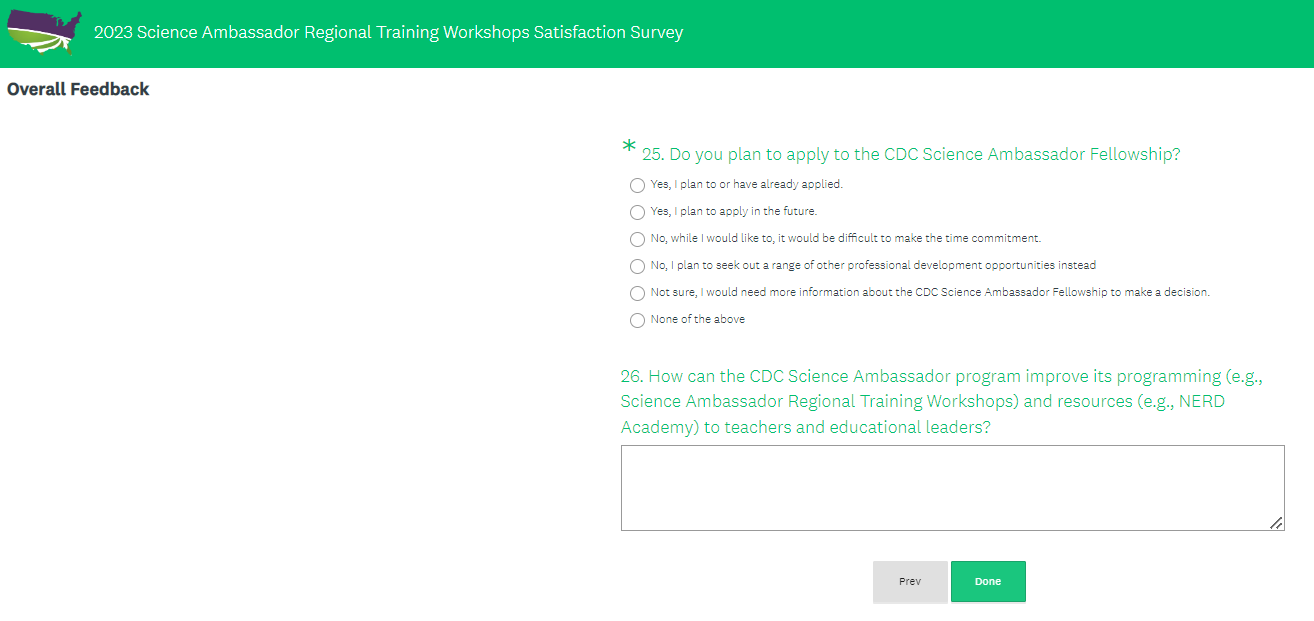 2023 Science Ambassador Regional Training Workshops Satisfaction Survey
Overall Feedback
* 25. Do you plan to apply to the CDC Science Ambassador Fellowship?
Yes, I plan to or have already applied.
Yes, I plan to apply in the future.
No, while I would like to, it would be difficult to make the time commitment.
No, I plan to seek out a range of other professional development opportunities instead
Not sure, I would need more information about the CDC Science Ambassador Fellowship to make a decision.
None of the above
26. How can the CDC Science Ambassador program improve its programming (e.g.,
Science Ambassador Regional Training Workshops) and resources (e.g., NERD
Academy) to teachers and educational leaders?
Prev
Done